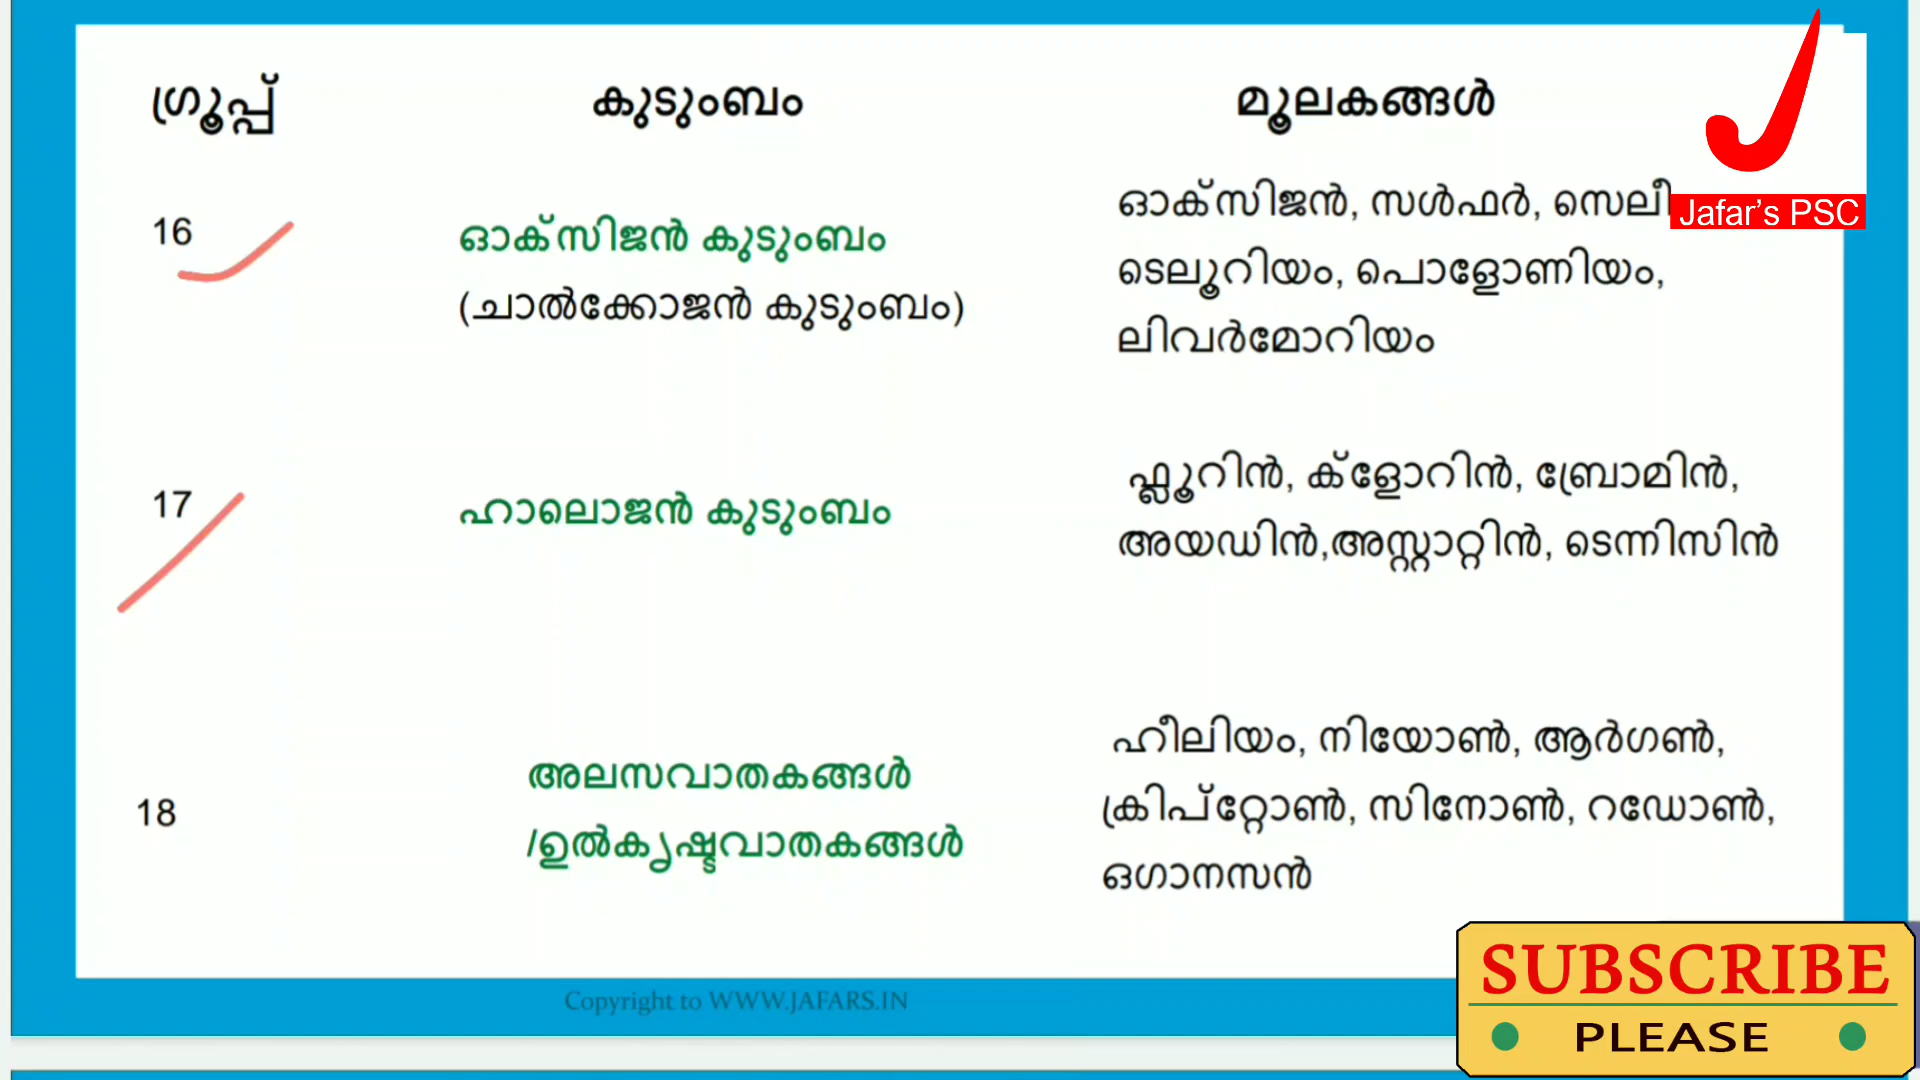 ഗ്രൂപ്പ് കുടുംബം മൂലകങ്ങൾ
16 ഓക്സിജൻ കുടുംബം
(ചാൽക്കോജൻ കുടുംബം)
ഓക്സിജൻ, സൾഫർ,
ടെലൂറിയം, പൊളോണിയം,
ലിവർമോറിയം
17 ഹാലൊജൻ കുടുംബം
ഫ്ലൂറിൻ, ക്ളോറിൻ, ബ്രോമിൻ,
അയഡിൻ,അസ്റ്റാറ്റിൻ, ടെന്നിസിൻ
18 അലസവാതകങ്ങൾ
/ഉൽകൃഷ്ടവാതകങ്ങൾ
ഹീലിയം, നിയോൺ, ആർഗൺ,
ക്രിപ്റ്റോൺ, സിനോൺ, റഡോൺ,
ഒഗാനസൻ
Jafar's PSC
Copyright to WWW.JAFARS.IN
SUBSCRIBE
PLEASE